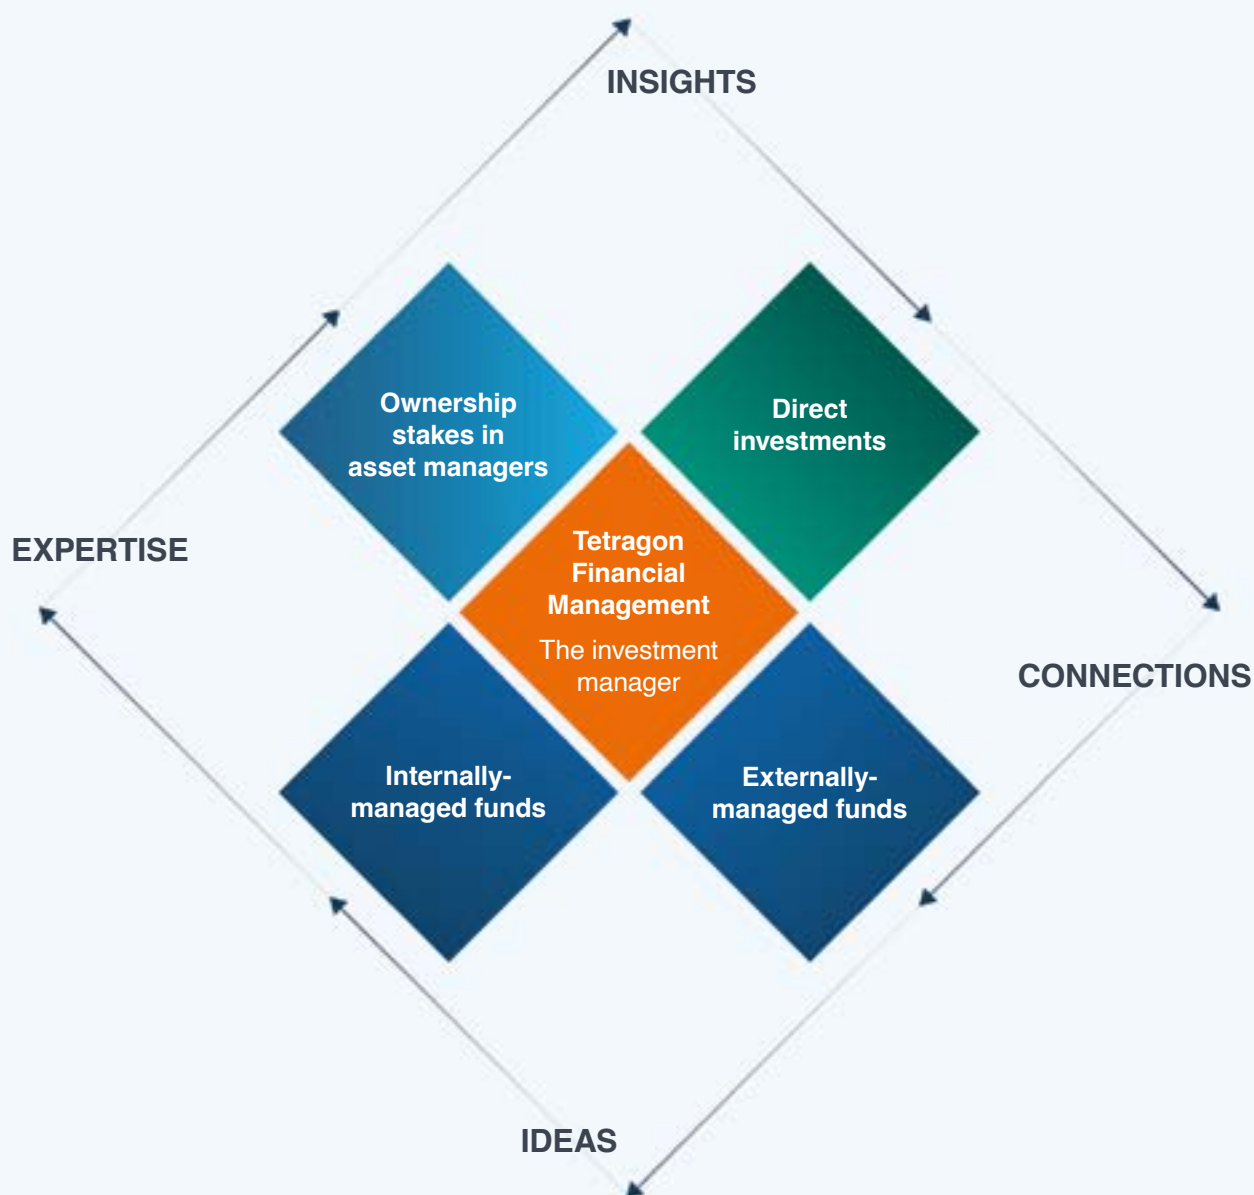 INSIGHTS
Ownership
stakes in
asset managers
Direct
investments
EXPERTISE
Tetragon
Financial
Management
The investment
manager
CONNECTIONS
Internally-
managed funds
Externally-
managed funds
IDEAS